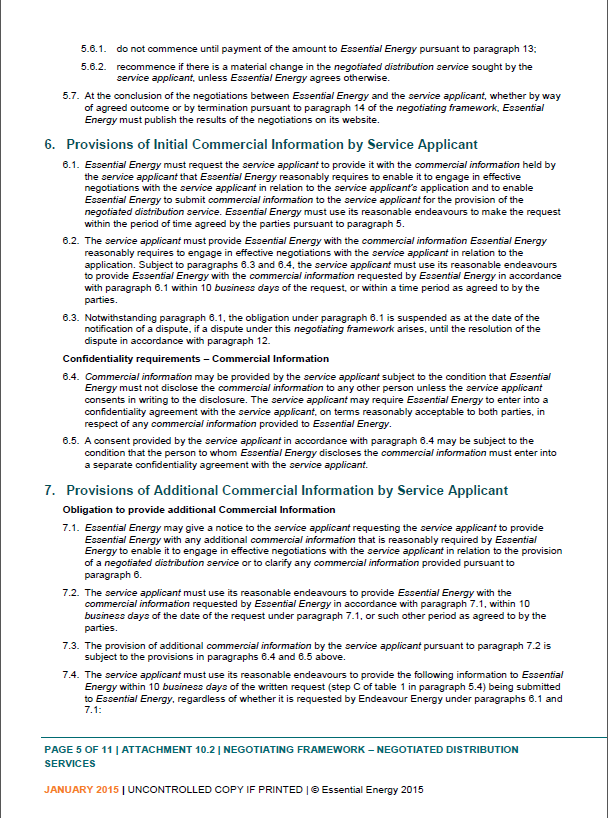 5.6.1. do not commence until payment of the amount to Essential Energy pursuant to paragraph 13;
5.6.2. recommence if there is a material change in the negotiated distribution service sought by the
service applicant, unless Essential Energy agrees otherwise.
5.7. At the conclusion of the negotiations between Essential Energy and the service applicant, whether by way
of agreed outcome or by termination pursuant to paragraph 14 of the negotiating framework, Essential
Energy must publish the results of the negotiations on its website.
6. Provisions of Initial Commercial Information by Service Applicant
6.1. Essential Energy must request the service applicant to provide it with the commercial information held by
the service applicant that Essential Energy reasonably requires to enable it to engage in effective
negotiations with the service applicant in relation to the service applicant's application and to enable
Essential Energy to submit commercial information to the service applicant for the provision of the
negotiated distribution service. Essential Energy must use its reasonable endeavours to make the request
within the period of time agreed by the parties pursuant to paragraph 5.
6.2. The service applicant must provide Essential Energy with the commercial information Essential Energy
reasonably requires to engage in effective negotiations with the service applicant in relation to the
application. Subject to paragraphs 6.3 and 6.4, the service applicant must use its reasonable endeavours
to provide Essential Energy with the commercial information requested by Essential Energy in accordance
with paragraph 6.1 within 10 business days of the request, or within a time period as agreed to by the
parties.
6.3. Notwithstanding paragraph 6.1, the obligation under paragraph 6.1 is suspended as at the date of the
notification of a dispute, if a dispute under this negotiating framework arises, until the resolution of the
dispute in accordance with paragraph 12.
Confidentiality requirements – Commercial Information
6.4. Commercial information may be provided by the service applicant subject to the condition that Essential
Energy must not disclose the commercial information to any other person unless the service applicant
consents in writing to the disclosure. The service applicant may require Essential Energy to enter into a
confidentiality agreement with the service applicant, on terms reasonably acceptable to both parties, in
respect of any commercial information provided to Essential Energy.
6.5. A consent provided by the service applicant in accordance with paragraph 6.4 may be subject to the
condition that the person to whom Essential Energy discloses the commercial information must enter into
a separate confidentiality agreement with the service applicant.
7. Provisions of Additional Commercial Information by Service Applicant
Obligation to provide additional Commercial Information
7.1. Essential Energy may give a notice to the service applicant requesting the service applicant to provide
Essential Energy with any additional commercial information that is reasonably required by Essential
Energy to enable it to engage in effective negotiations with the service applicant in relation to the provision
of a negotiated distribution service or to clarify any commercial information provided pursuant to
paragraph 6.
7.2. The service applicant must use its reasonable endeavours to provide Essential Energy with the
commercial information requested by Essential Energy in accordance with paragraph 7.1, within 10
business days of the date of the request under paragraph 7.1, or such other period as agreed to by the
parties.
7.3. The provision of additional commercial information by the service applicant pursuant to paragraph 7.2 is
subject to the provisions in paragraphs 6.4 and 6.5 above.
7.4. The service applicant must use its reasonable endeavours to provide the following information to Essential
Energy within 10 business days of the written request (step C of table 1 in paragraph 5.4) being submitted
to Essential Energy, regardless of whether it is requested by Endeavour Energy under paragraphs 6.1 and
7.1:
PAGE 5 OF 11 | ATTACHMENT 10.2 | NEGOTIATING FRAMEWORK – NEGOTIATED DISTRIBUTION
SERVICES
JANUARY 2015 | UNCONTROLLED COPY IF PRINTED | © Essential Energy 2015